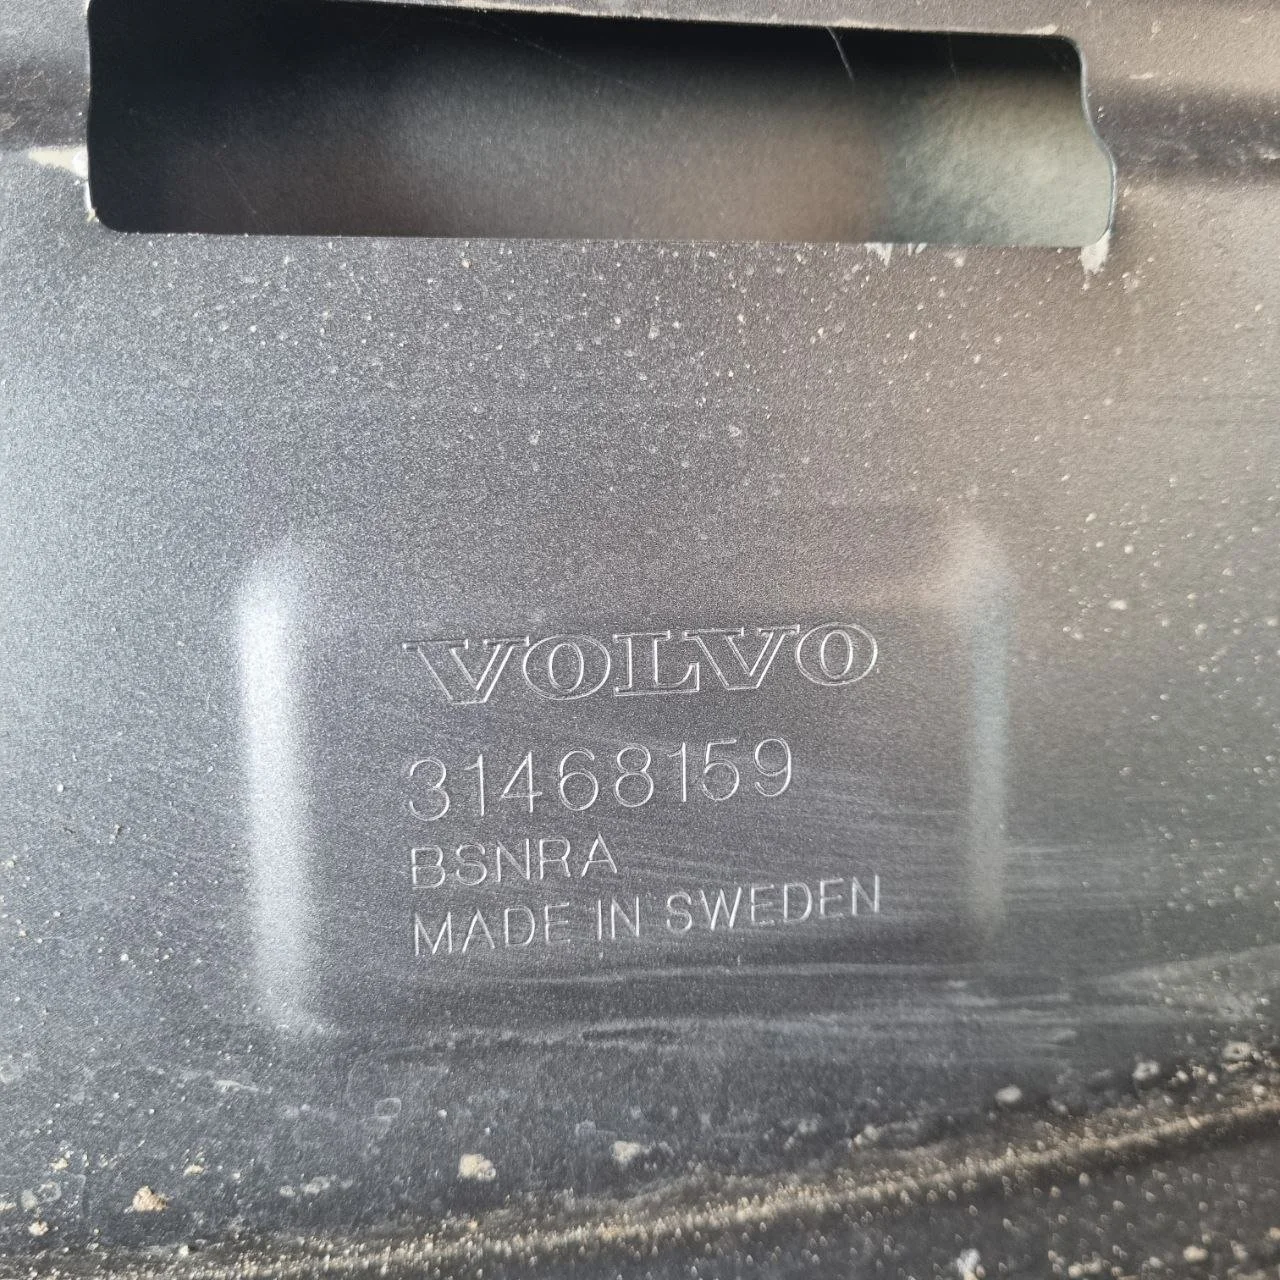 VOLVO
31468159
BSNRA
MADE IN SWEDEN